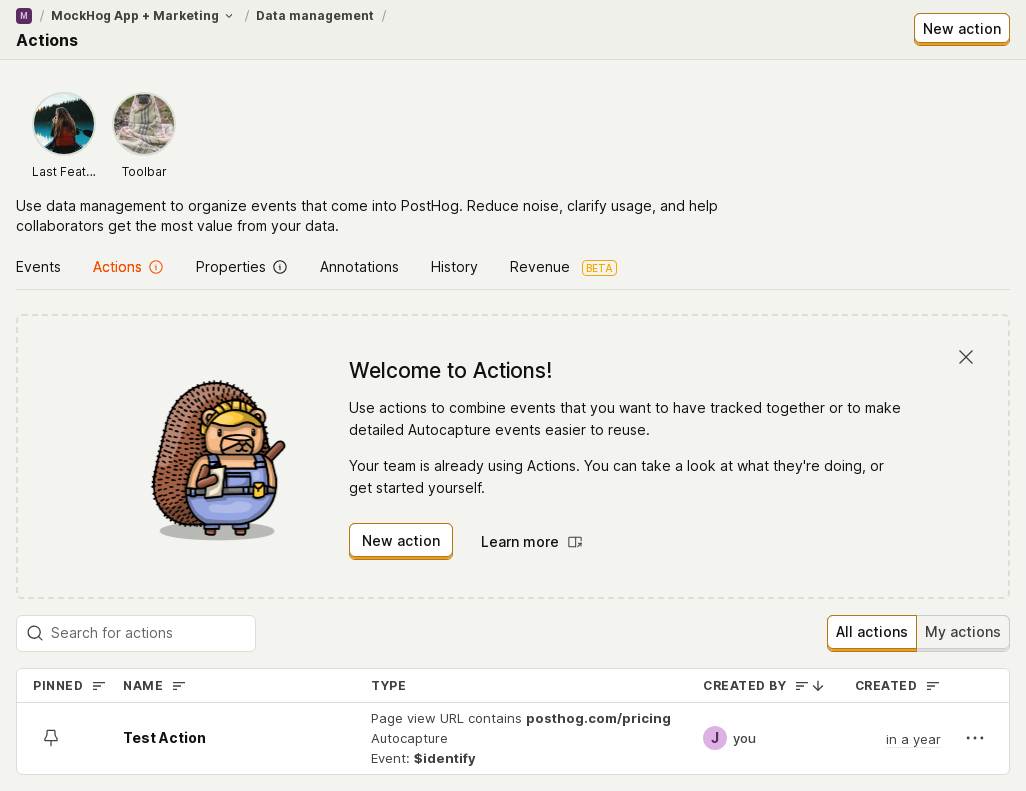 M / MockHog App + Marketing / Data management /
Actions
New action
Last Feat...
Toolbar
Use data management to organize events that come into PostHog. Reduce noise, clarify usage, and help
collaborators get the most value from your data.
Events Actions Properties Annotations History Revenue BETA
Welcome to Actions!
Use actions to combine events that you want to have tracked together or to make
detailed Autocapture events easier to reuse.
Your team is already using Actions. You can take a look at what they're doing, or
get started yourself.
New action Learn more
Search for actions
All actions My actions
PINNED NAME TYPE CREATED BY CREATED
Page view URL contains posthog.com/pricing
Test Action Autocapture J you in a year
Event: $identify